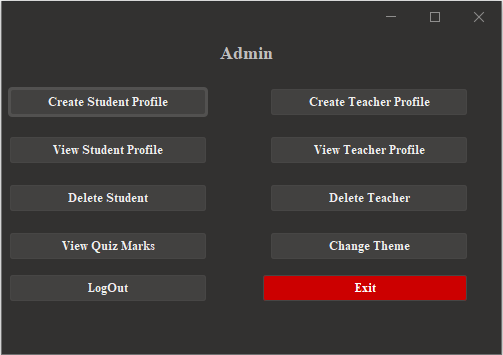 Admin
Create Student Profile
Create Teacher Profile
View Student Profile
View Teacher Profile
Delete Student
Delete Teacher
View Quiz Marks
Change Theme
LogOut
Exit